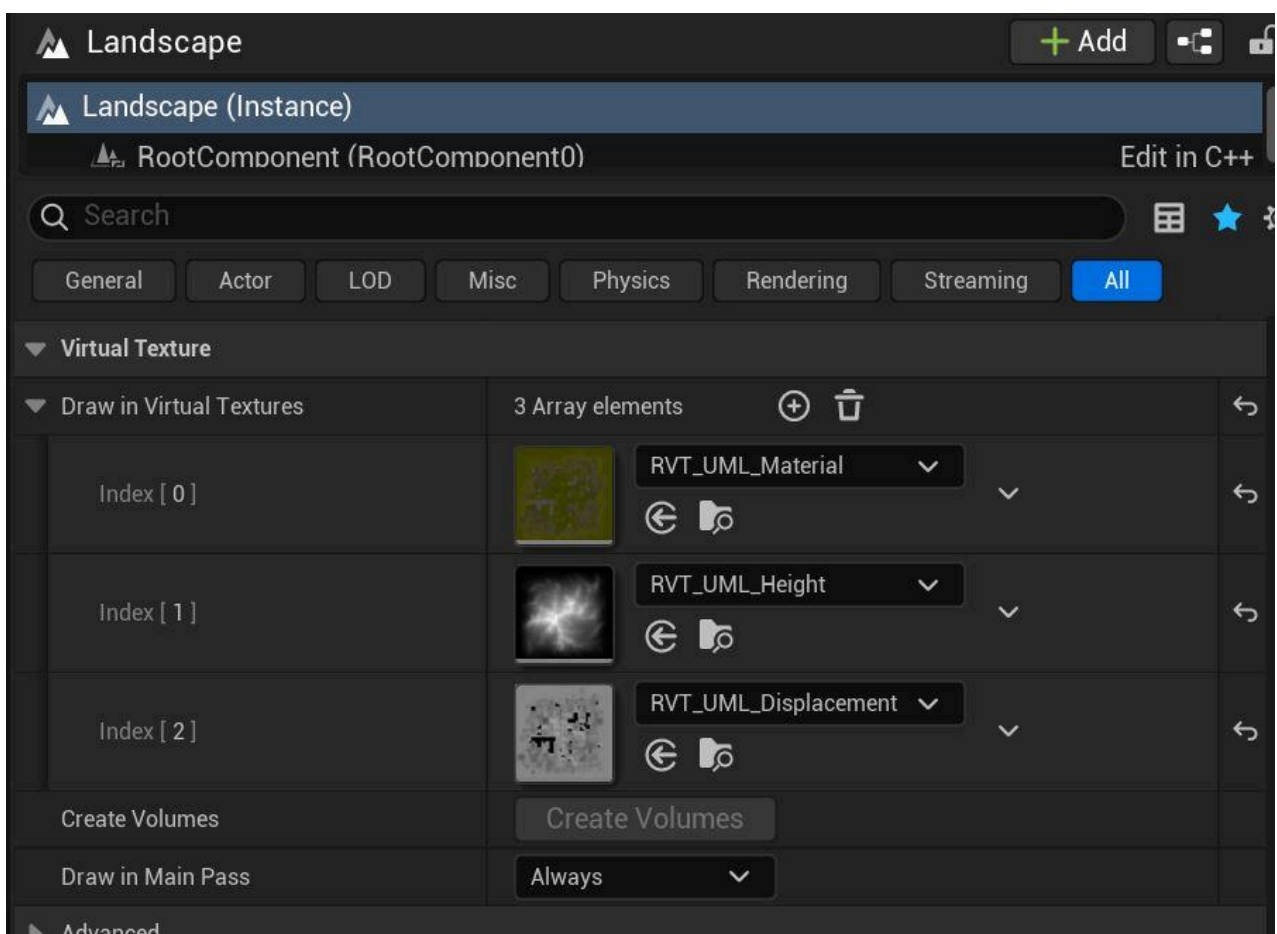 Landscape
Add
Landscape (Instance)
RootComponent (RootComponent0)
Edit in C++
Search
General Actor LOD Misc Physics Rendering Streaming All
Virtual Texture
Draw in Virtual Textures
3 Array elements
Index [ 0 ]
RVT_UML_Material
Index [ 1 ]
RVT_UML_Height
Index [ 2 ]
RVT_UML_Displacement
Create Volumes
Create Volumes
Draw in Main Pass
Always
Advanced